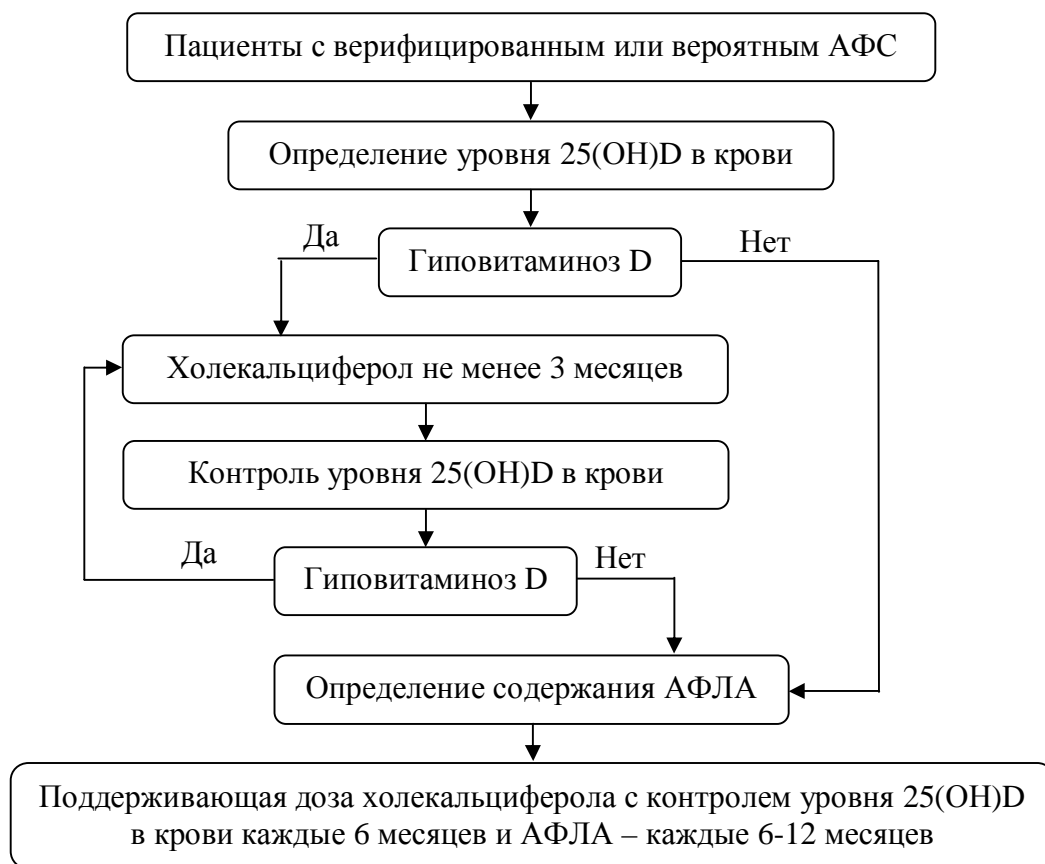 Пациенты с верифицированным или вероятным АФС
Определение уровня 25(OH)D в крови
Да
Нет
Гиповитаминоз D
Холекальциферол не менее 3 месяцев
Контроль уровня 25(OH)D в крови
Да
Нет
Гиповитаминоз D
Определение содержания АФЛА
Поддерживающая доза холекальциферола с контролем уровня 25(OH)D
в крови каждые 6 месяцев и АФЛА – каждые 6-12 месяцев